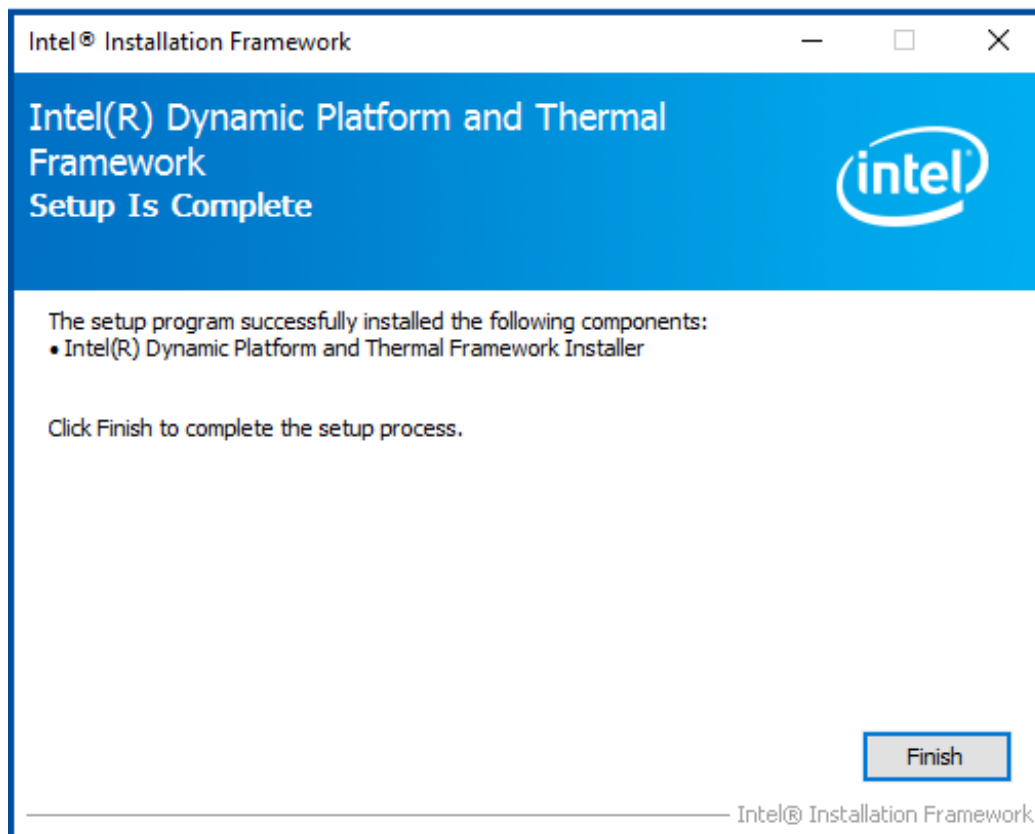 Intel® Installation Framework
Intel(R) Dynamic Platform and Thermal
Framework
Setup Is Complete
intel
The setup program successfully installed the following components:
• Intel(R) Dynamic Platform and Thermal Framework Installer
Click Finish to complete the setup process.
Finish
Intel® Installation Framework